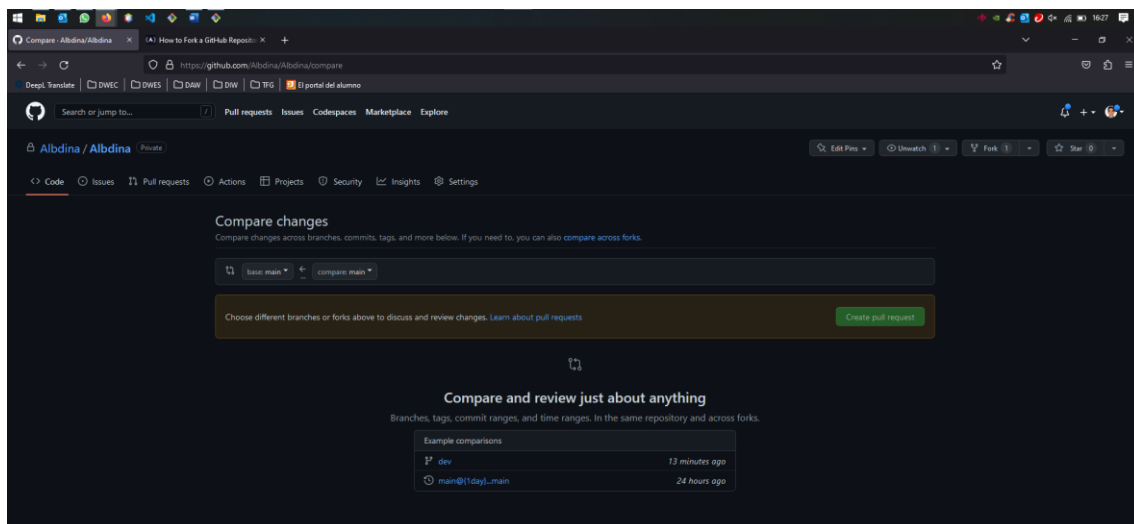 16:27
Compare · Albdina/Albdina
(A) How to Fork a GitHub Reposito
https://github.com/Albdina/Albdina/compare
DeepL Translate DWEC DWES DAW DIW TFG El portal del alumno
Search or jump to... / Pull requests Issues Codespaces Marketplace Explore
Albdina / Albdina Private
Edit Pins Unwatch 1 Fork 1 Star 0
Code Issues Pull requests Actions Projects Security Insights Settings
Compare changes
Compare changes across branches, commits, tags, and more below. If you need to, you can also compare across forks.
base: main compare: main
Choose different branches or forks above to discuss and review changes. Learn about pull requests
Create pull request
Compare and review just about anything
Branches, tags, commit ranges, and time ranges. In the same repository and across forks.
Example comparisons
dev 13 minutes ago
main@{1day}...main 24 hours ago